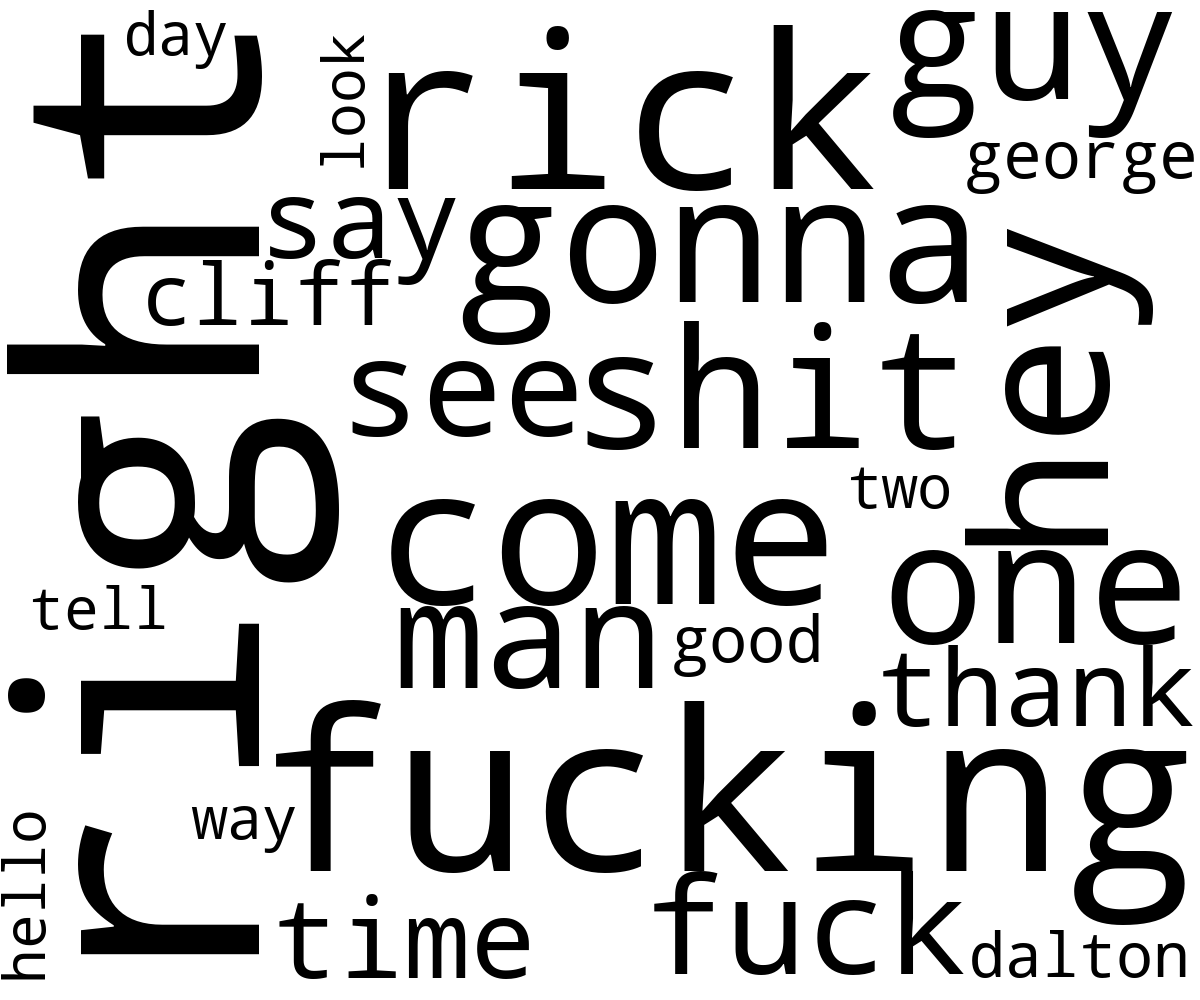 day
look
rick
guy
george
say
gonna
cliff
hey
right
see
shit
two
come
one
tell
man
good
thank
fucking
way
hello
time
fuck
dalton